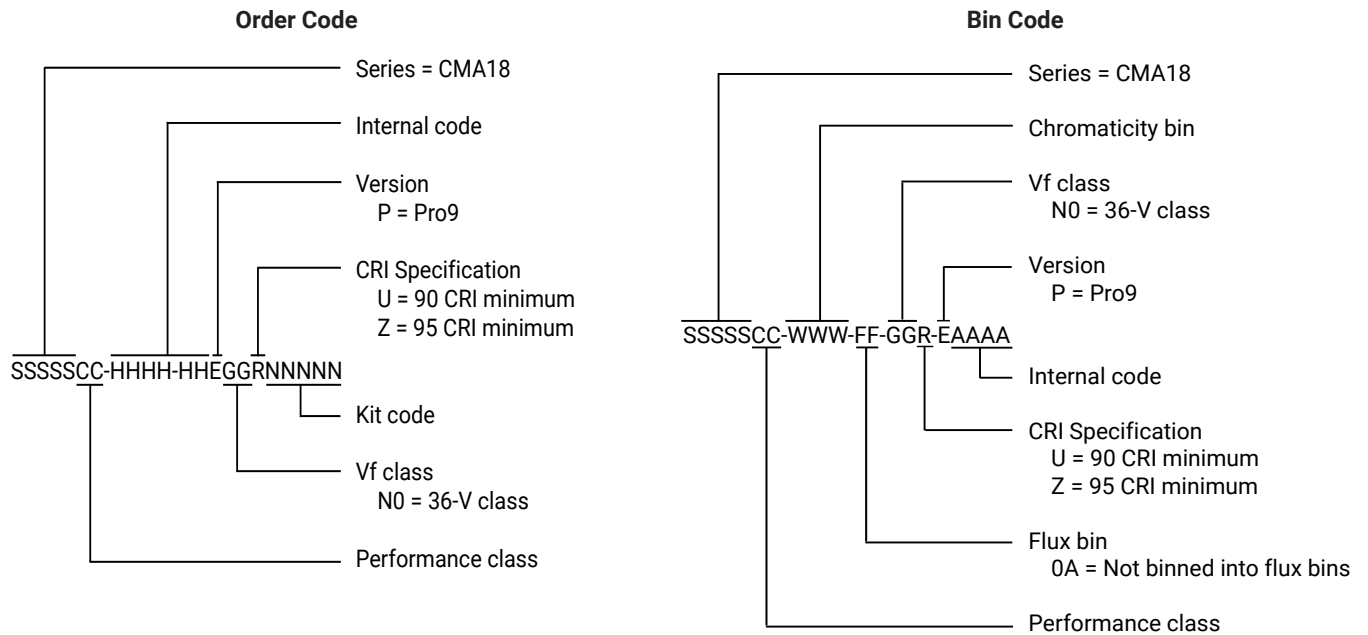 Order Code
Series = CMA18
Internal code
Version
P = Pro9
CRI Specification
U = 90 CRI minimum
Z = 95 CRI minimum
SSSSSCC-HHHH-HHEGGRNNNNN
Kit code
Vf class
N0 = 36-V class
Performance class
Bin Code
Series = CMA18
Chromaticity bin
Vf class
N0 = 36-V class
Version
P = Pro9
SSSSSCC-WWW-FF-GGR-EAAAA
Internal code
CRI Specification
U = 90 CRI minimum
Z = 95 CRI minimum
Flux bin
0A = Not binned into flux bins
Performance class